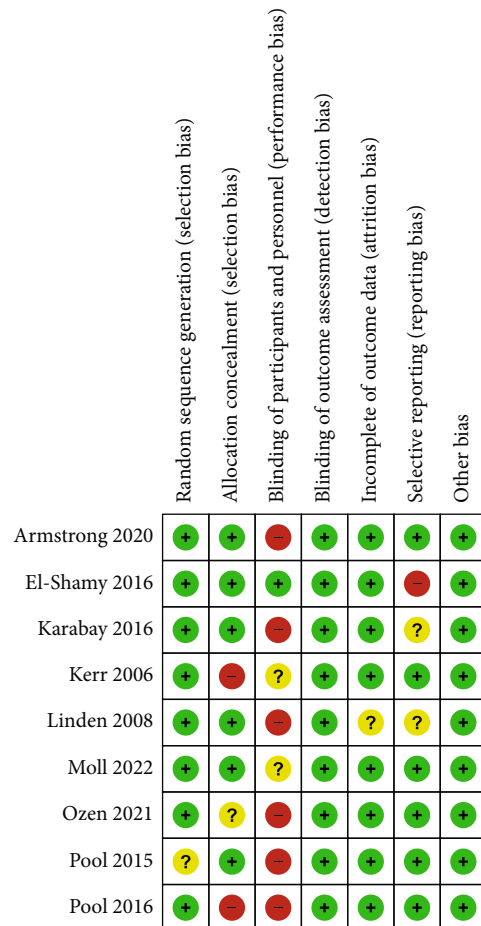 Random sequence generation (selection bias)
Allocation concealment (selection bias)
Blinding of participants and personnel (performance bias)
Blinding of outcome assessment (detection bias)
Incomplete of outcome data (attrition bias)
Selective reporting (reporting bias)
Other bias
Armstrong 2020 + + − + + + +
El-Shamy 2016 + + + + + − +
Karabay 2016 + + − + + ? +
Kerr 2006 + − ? + + + +
Linden 2008 + + − + ? ? +
Moll 2022 + + ? + + + +
Ozen 2021 + ? − + + + +
Pool 2015 ? + − + + + +
Pool 2016 + − − + + + +